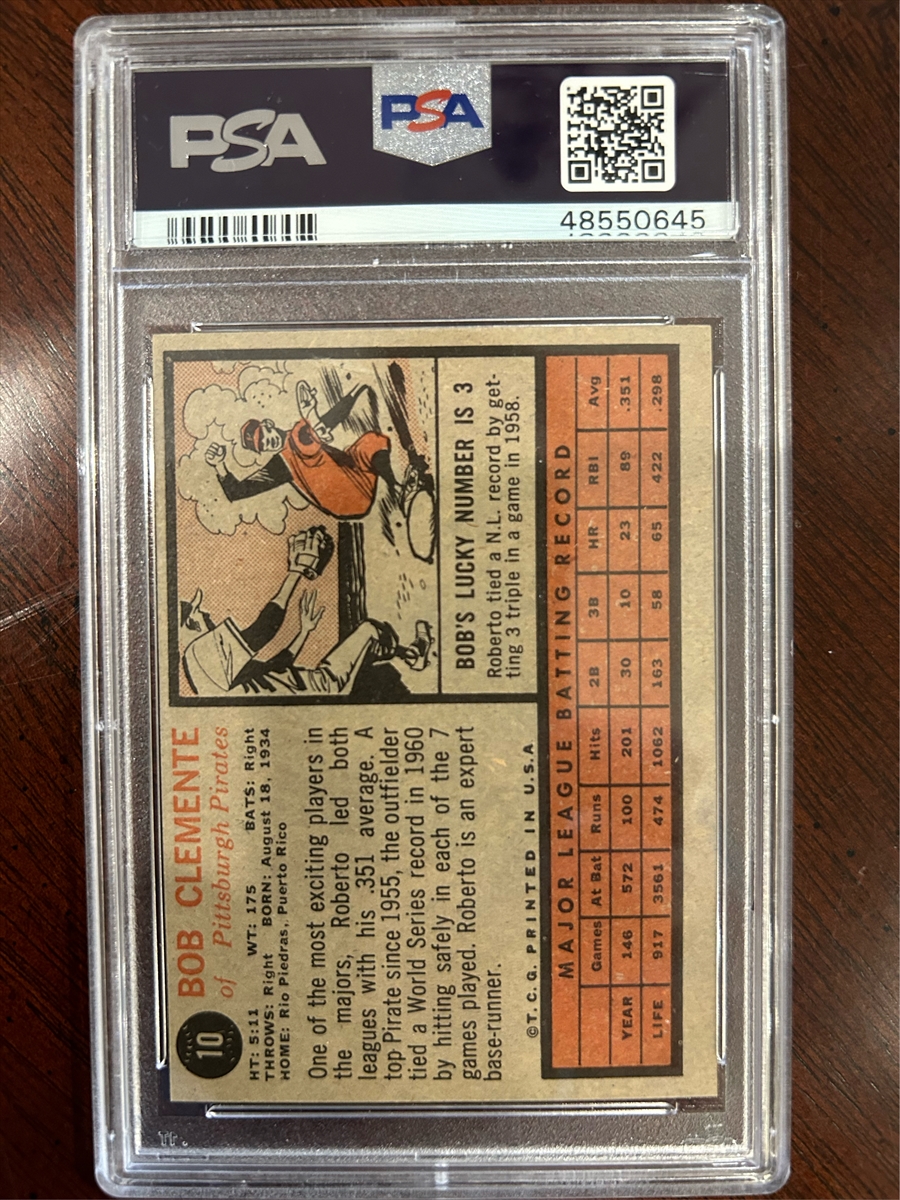 PSA
PSA
48550645
10
BOB CLEMENTE
of Pittsburgh Pirates
HT: 5:11 WT: 175 BATS: Right
THROWS: Right BORN: August 18, 1934
HOME: Rio Piedras, Puerto Rico
One of the most exciting players in
the majors, Roberto led both
leagues with his .351 average. A
top Pirate since 1955, the outfielder
tied a World Series record in 1960
by hitting safely in each of the 7
games played. Roberto is an expert
base-runner.
BOB'S LUCKY NUMBER IS 3
Roberto tied a N.L. record by get-
ting 3 triple in a game in 1958.
©T.C.G. PRINTED IN U.S.A
MAJOR LEAGUE BATTING RECORD
Games At Bat Runs Hits 2B 3B HR RBI Avg
YEAR 146 572 100 201 30 10 23 89 .351
LIFE 917 3561 474 1062 163 58 65 422 .298